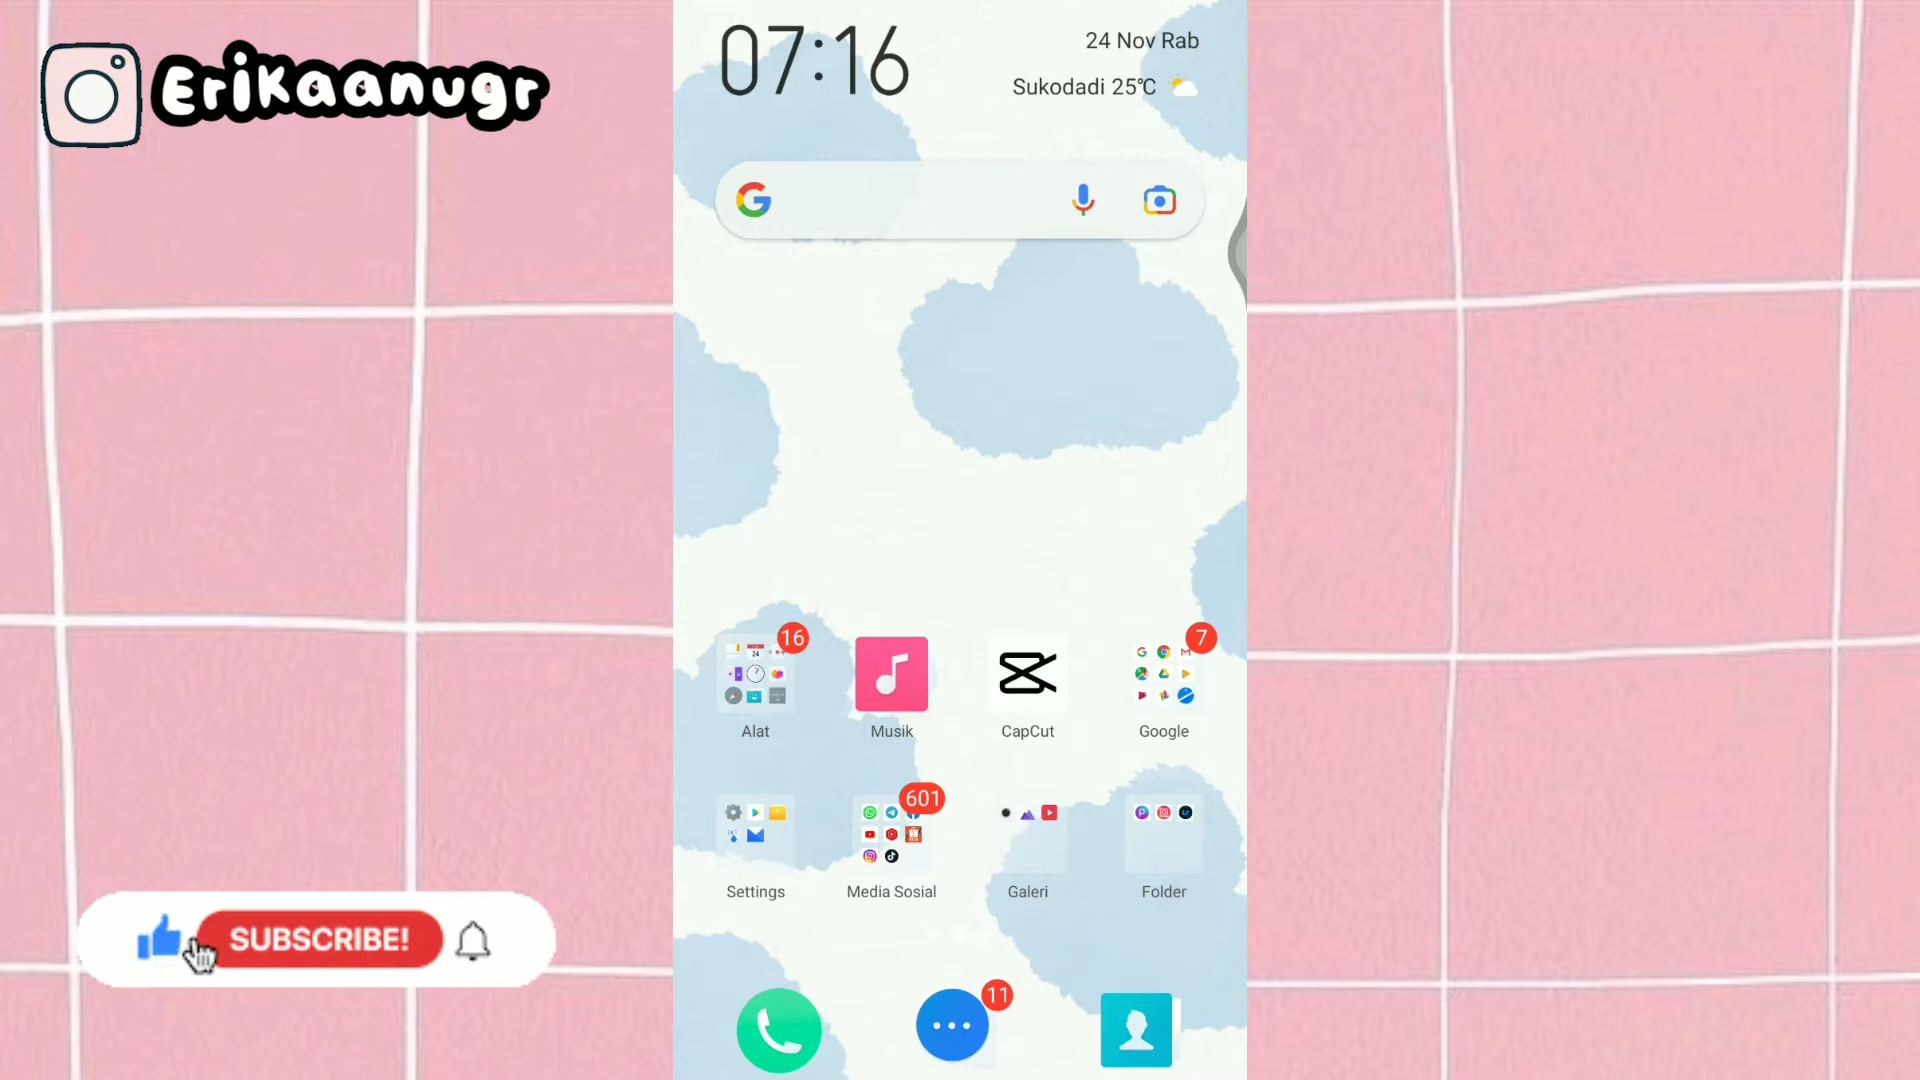 Erikaanugr
07:16
24 Nov Rab
Sukodadi 25℃
16
7
24
Alat
Musik
CapCut
Google
601
Settings
Media Sosial
Galeri
Folder
SUBSCRIBE!
11